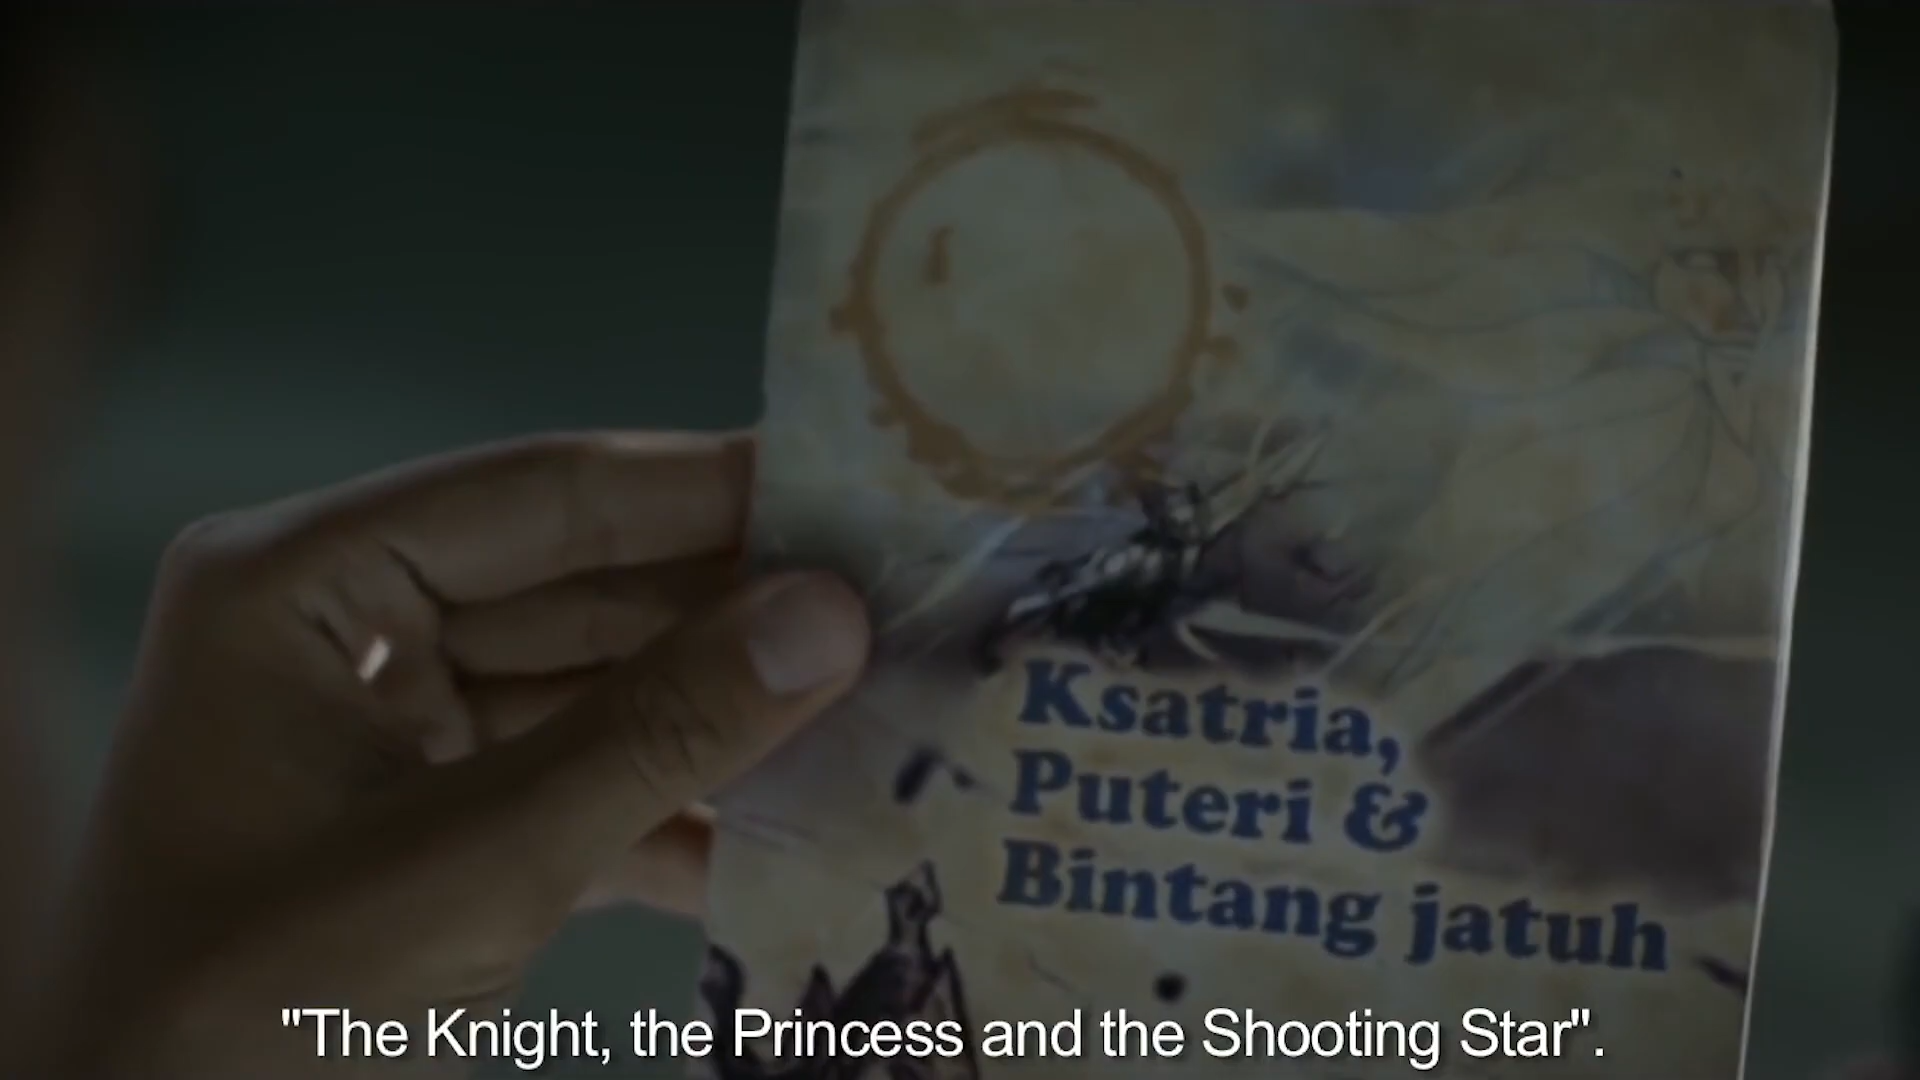 Ksatria,
Puteri &
Bintang jatuh
"The Knight, the Princess and the Shooting Star".